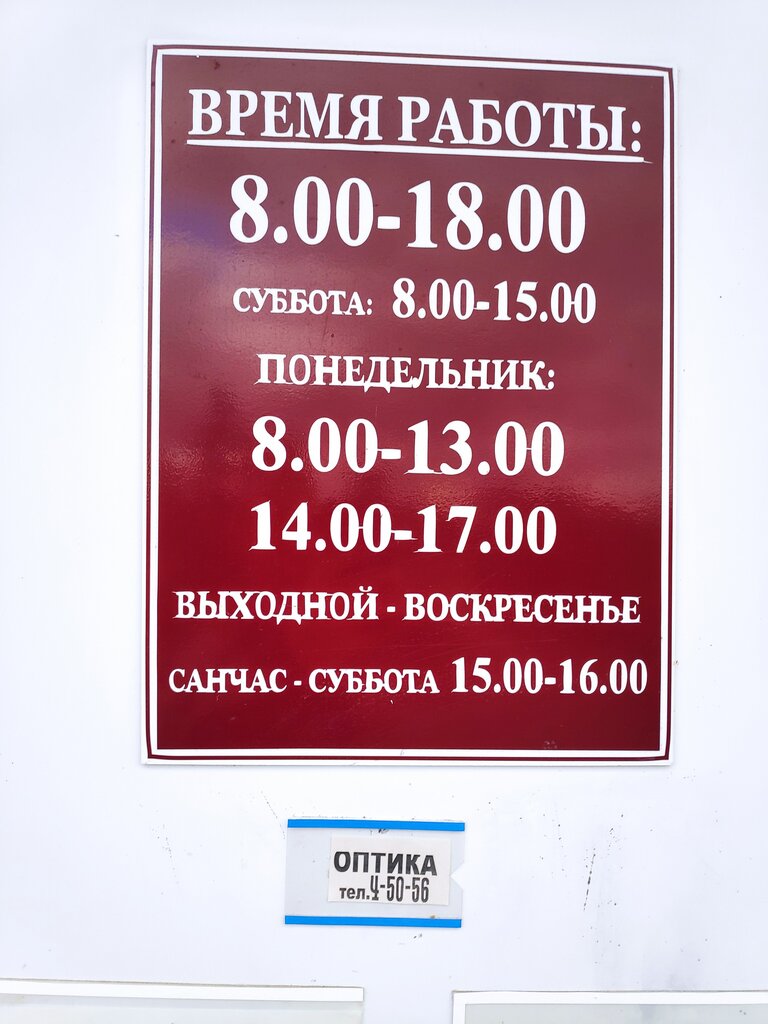 ВРЕМЯ РАБОТЫ:
8.00-18.00
СУББОТА: 8.00-15.00
ПОНЕДЕЛЬНИК:
8.00-13.00
14.00-17.00
ВЫХОДНОЙ - ВОСКРЕСЕНЬЕ
САНЧАС - СУББОТА 15.00-16.00
ОПТИКА
тел.4-50-56